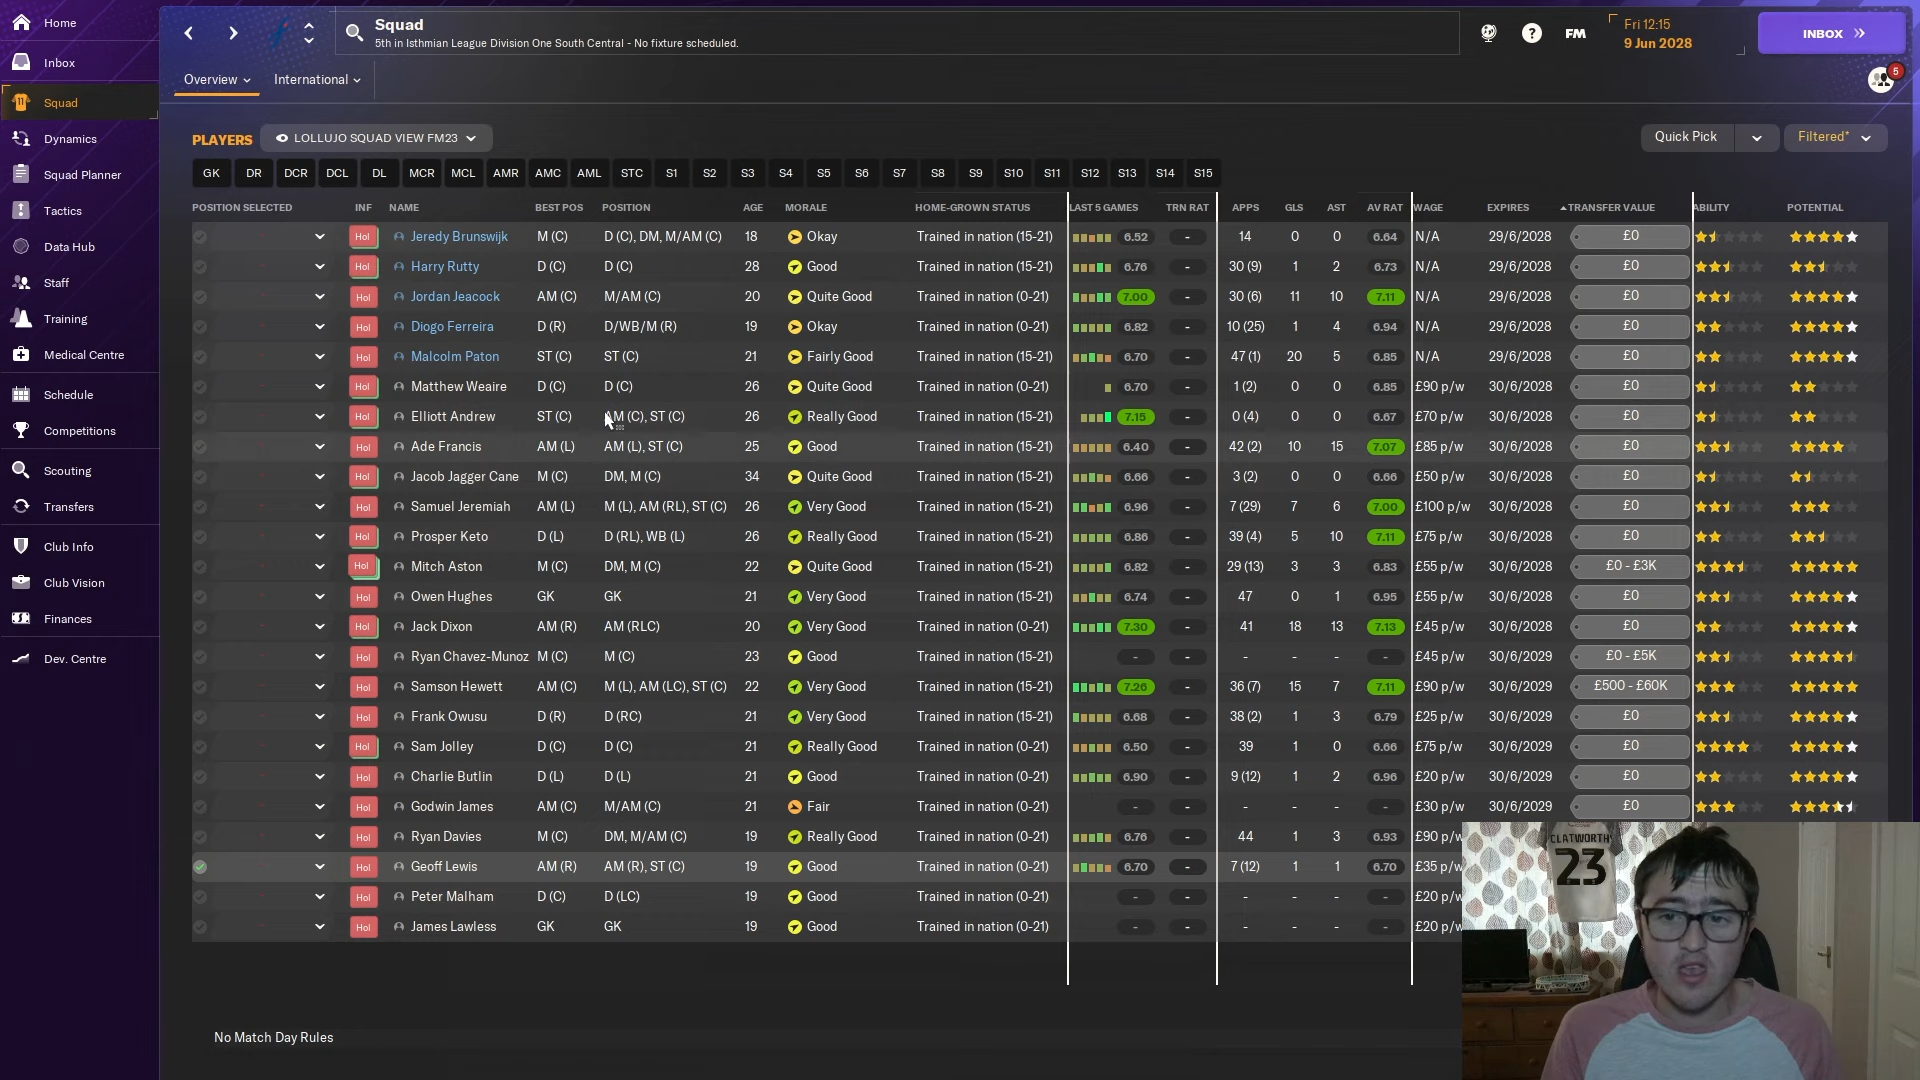 Home
Inbox
Squad
Dynamics
Squad Planner
Tactics
Data Hub
Staff
Training
Medical Centre
Schedule
Competitions
Scouting
Transfers
Club Info
Club Vision
Finances
Dev. Centre
Squad
5th in Isthmian League Division One South Central - No fixture scheduled.
FM
Fri 12:15
9 Jun 2028
INBOX
5
Overview International
PLAYERS LOLLUJO SQUAD VIEW FM23 Quick Pick Filtered*
GK DR DCR DCL DL MCR MCL AMR AMC AML STC S1 S2 S3 S4 S5 S6 S7 S8 S9 S10 S11 S12 S13 S14 S15
POSITION SELECTED INF NAME BEST POS POSITION AGE MORALE HOME-GROWN STATUS LAST 5 GAMES TRN RAT APPS GLS AST AV RAT WAGE EXPIRES TRANSFER VALUE ABILITY POTENTIAL
Hol Jeredy Brunswijk M (C) D (C), DM, M/AM (C) 18 Okay Trained in nation (15-21) 6.52 - 14 0 0 6.64 N/A 29/6/2028 £0
Hol Harry Rutty D (C) D (C) 28 Good Trained in nation (15-21) 6.76 - 30 (9) 1 2 6.73 N/A 29/6/2028 £0
Hol Jordan Jeacock AM (C) M/AM (C) 20 Quite Good Trained in nation (0-21) 7.00 - 30 (6) 11 10 7.11 N/A 29/6/2028 £0
Hol Diogo Ferreira D (R) D/WB/M (R) 19 Okay Trained in nation (0-21) 6.82 - 10 (25) 1 4 6.94 N/A 29/6/2028 £0
Hol Malcolm Paton ST (C) ST (C) 21 Fairly Good Trained in nation (15-21) 6.70 - 47 (1) 20 5 6.85 N/A 29/6/2028 £0
Hol Matthew Weaire D (C) D (C) 26 Quite Good Trained in nation (0-21) 6.70 - 1 (2) 0 0 6.85 £90 p/w 30/6/2028 £0
Hol Elliott Andrew ST (C) AM (C), ST (C) 26 Really Good Trained in nation (15-21) 7.15 - 0 (4) 0 0 6.67 £70 p/w 30/6/2028 £0
Hol Ade Francis AM (L) AM (L), ST (C) 25 Good Trained in nation (15-21) 6.40 - 42 (2) 10 15 7.07 £85 p/w 30/6/2028 £0
Hol Jacob Jagger Cane M (C) DM, M (C) 34 Quite Good Trained in nation (15-21) 6.66 - 3 (2) 0 0 6.66 £50 p/w 30/6/2028 £0
Hol Samuel Jeremiah AM (L) M (L), AM (RL), ST (C) 26 Very Good Trained in nation (15-21) 6.96 - 7 (29) 7 6 7.00 £100 p/w 30/6/2028 £0
Hol Prosper Keto D (L) D (RL), WB (L) 26 Really Good Trained in nation (15-21) 6.86 - 39 (4) 5 10 7.11 £75 p/w 30/6/2028 £0
Hol Mitch Aston M (C) DM, M (C) 22 Quite Good Trained in nation (15-21) 6.82 - 29 (13) 3 3 6.83 £55 p/w 30/6/2028 £0 - £3K
Hol Owen Hughes GK GK 21 Very Good Trained in nation (15-21) 6.74 - 47 0 1 6.95 £55 p/w 30/6/2028 £0
Hol Jack Dixon AM (R) AM (RLC) 20 Very Good Trained in nation (0-21) 7.30 - 41 18 13 7.13 £45 p/w 30/6/2028 £0
Hol Ryan Chavez-Munoz M (C) M (C) 23 Good Trained in nation (15-21) - - - - - - £45 p/w 30/6/2029 £0 - £5K
Hol Samson Hewett AM (C) M (L), AM (LC), ST (C) 22 Very Good Trained in nation (15-21) 7.26 - 36 (7) 15 7 7.11 £90 p/w 30/6/2029 £500 - £60K
Hol Frank Owusu D (R) D (RC) 21 Very Good Trained in nation (15-21) 6.68 - 38 (2) 1 3 6.79 £25 p/w 30/6/2029 £0
Hol Sam Jolley D (C) D (C) 21 Really Good Trained in nation (0-21) 6.50 - 39 1 0 6.66 £75 p/w 30/6/2029 £0
Hol Charlie Butlin D (L) D (L) 21 Good Trained in nation (0-21) 6.90 - 9 (12) 1 2 6.96 £20 p/w 30/6/2029 £0
Hol Godwin James AM (C) M/AM (C) 21 Fair Trained in nation (0-21) - - - - - - £30 p/w 30/6/2029 £0
Hol Ryan Davies M (C) DM, M/AM (C) 19 Really Good Trained in nation (0-21) 6.76 - 44 1 3 6.93 £90 p/w
Hol Geoff Lewis AM (R) AM (R), ST (C) 19 Good Trained in nation (0-21) 6.70 - 7 (12) 1 1 6.70 £35 p/w
Hol Peter Malham D (C) D (LC) 19 Good Trained in nation (0-21) - - - - - - £20 p/w
Hol James Lawless GK GK 19 Good Trained in nation (0-21) - - - - - - £20 p/w
CLATWORTHY
23
No Match Day Rules